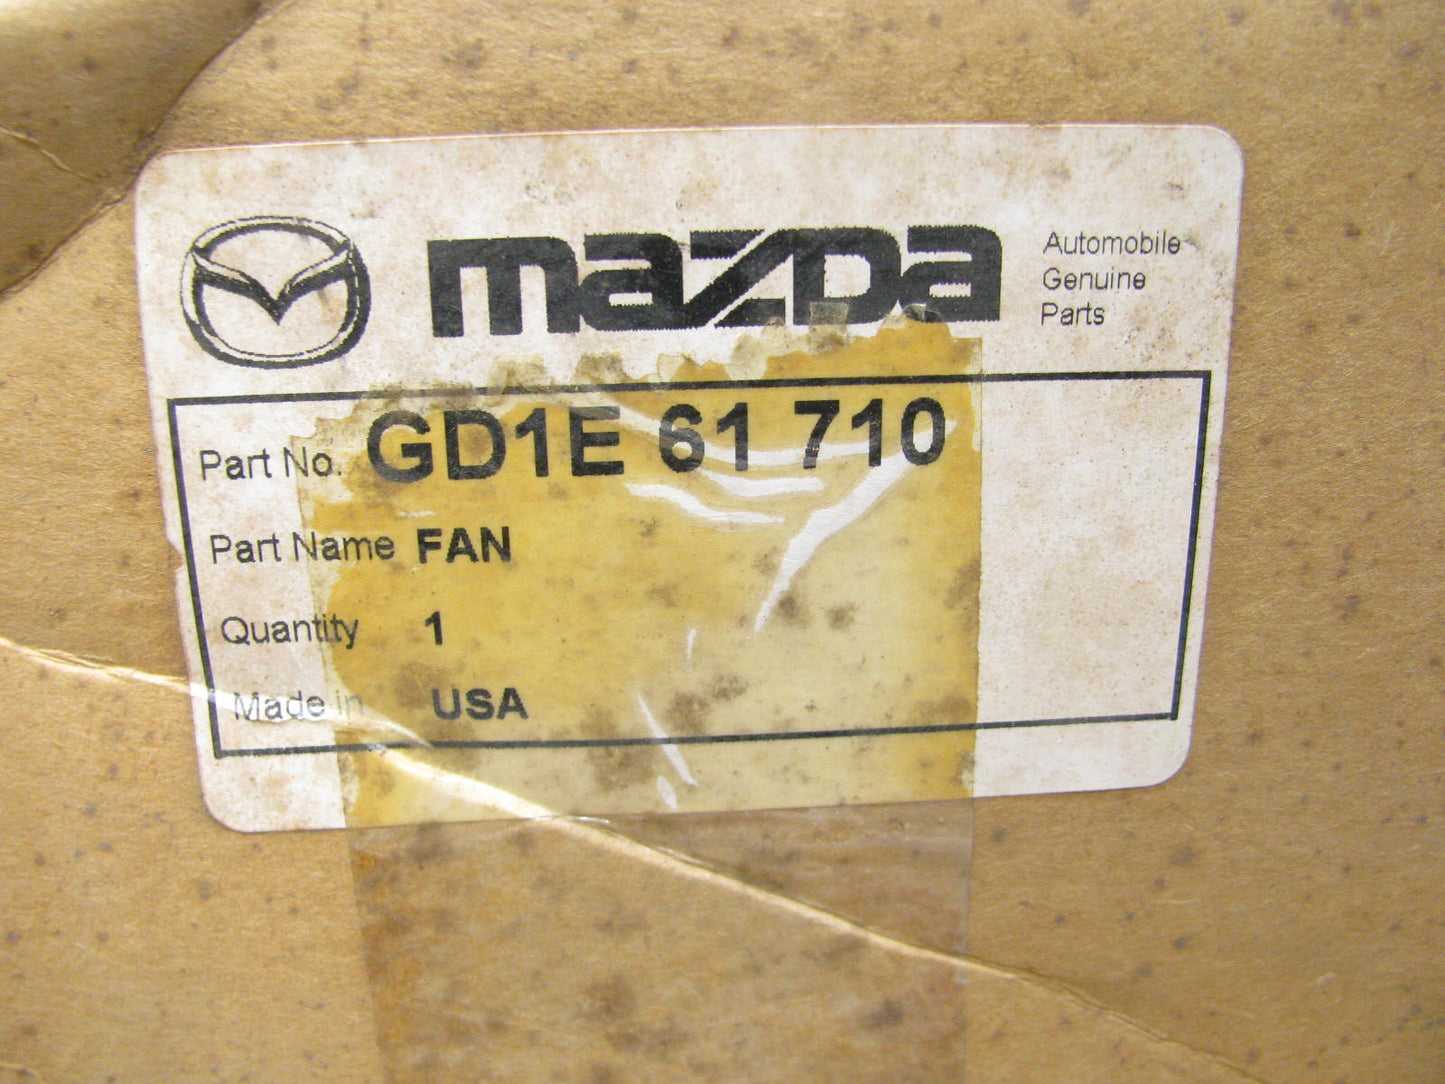 mazda
Automobile
Genuine
Parts
Part No. GD1E 61 710
Part Name FAN
Quantity 1
Made in USA